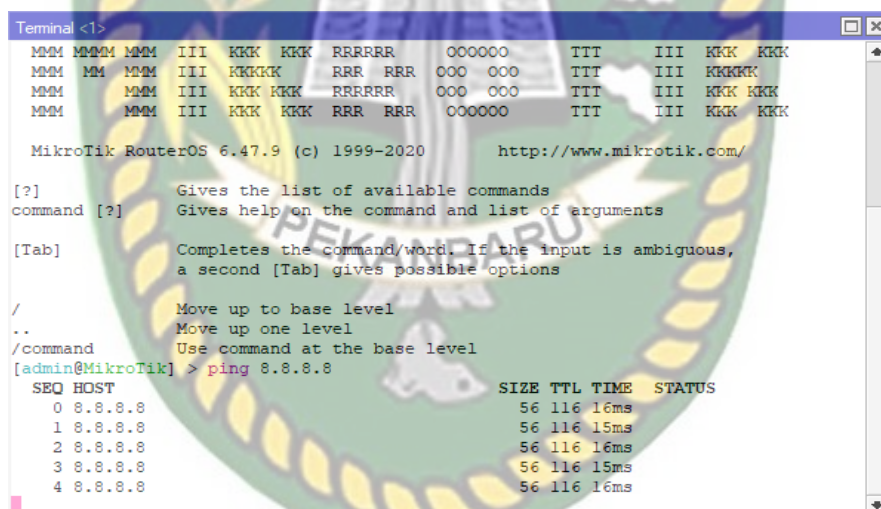 Terminal <1>
MMM MMMM MMM III KKK KKK RRRRRR OOOOOO TTT III KKK KKK
MMM MM MMM III KKKKK RRR RRR OOO OOO TTT III KKKKK
MMM MMM III KKK KKK RRRRRR OOO OOO TTT III KKK KKK
MMM MMM III KKK KKK RRR RRR OOOOOO TTT III KKK KKK
MikroTik RouterOS 6.47.9 (c) 1999-2020 http://www.mikrotik.com/
[?] Gives the list of available commands
command [?] Gives help on the command and list of arguments
PEKANBARU
[Tab] Completes the command/word. If the input is ambiguous,
a second [Tab] gives possible options
/ Move up to base level
.. Move up one level
/command Use command at the base level
[admin@MikroTik] > ping 8.8.8.8
SEQ HOST SIZE TTL TIME STATUS
0 8.8.8.8 56 116 16ms
1 8.8.8.8 56 116 15ms
2 8.8.8.8 56 116 16ms
3 8.8.8.8 56 116 15ms
4 8.8.8.8 56 116 16ms